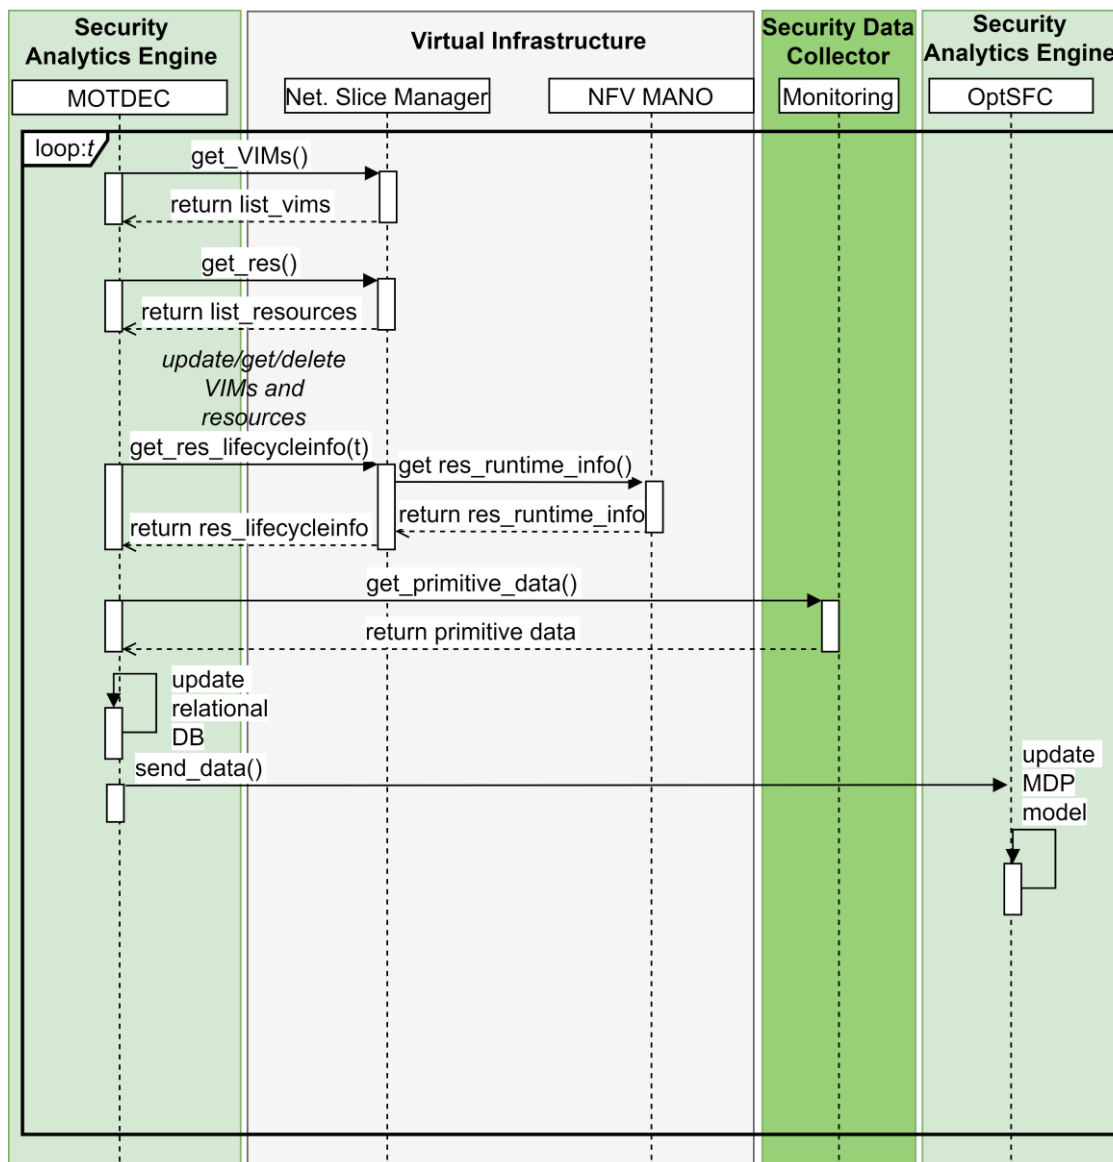 Security
Analytics Engine
Virtual Infrastructure
Security Data
Collector
Security
Analytics Engine
MOTDEC
Net. Slice Manager
NFV MANO
Monitoring
OptSFC
loop:t
get_VIMs()
return list_vims
get_res()
return list_resources
update/get/delete
VIMs and
resources
get_res_lifecycleinfo(t)
get res_runtime_info()
return res_runtime_info
return res_lifecycleinfo
get_primitive_data()
return primitive data
update
relational
DB
send_data()
update
MDP
model